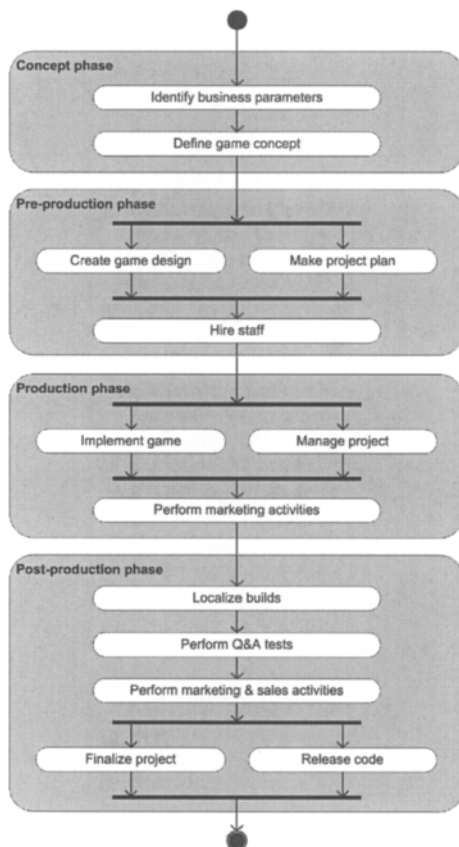 Concept phase
Identify business parameters
Define game concept
Pre-production phase
Create game design
Make project plan
Hire staff
Production phase
Implement game
Manage project
Perform marketing activities
Post-production phase
Localize builds
Perform Q&A tests
Perform marketing & sales activities
Finalize project
Release code